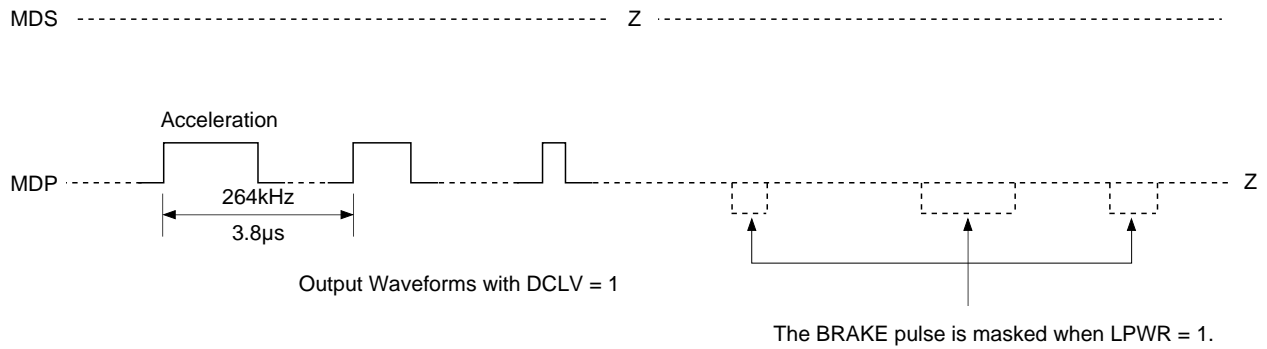 MDS Z
Acceleration
MDP Z
264kHz
3.8µs
Output Waveforms with DCLV = 1
The BRAKE pulse is masked when LPWR = 1.